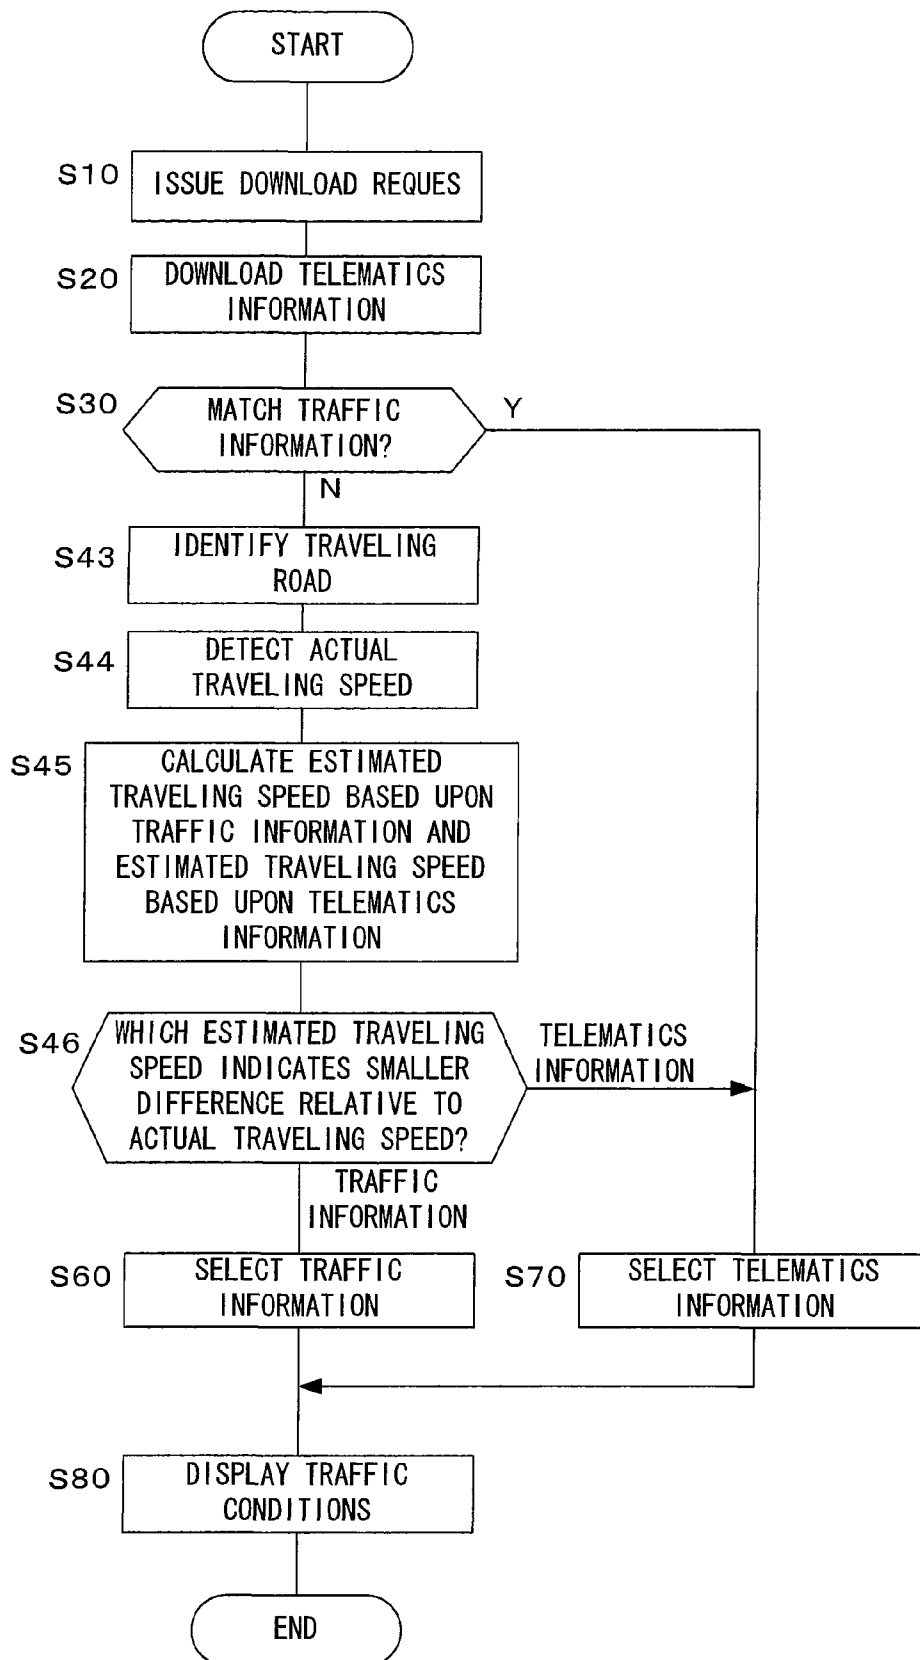 START
S10
ISSUE DOWNLOAD REQUES
S20
DOWNLOAD TELEMATICS
INFORMATION
S30
MATCH TRAFFIC
INFORMATION?
Y
N
S43
IDENTIFY TRAVELING
ROAD
S44
DETECT ACTUAL
TRAVELING SPEED
S45
CALCULATE ESTIMATED
TRAVELING SPEED BASED UPON
TRAFFIC INFORMATION AND
ESTIMATED TRAVELING SPEED
BASED UPON TELEMATICS
INFORMATION
S46
WHICH ESTIMATED TRAVELING
SPEED INDICATES SMALLER
DIFFERENCE RELATIVE TO
ACTUAL TRAVELING SPEED?
TELEMATICS
INFORMATION
TRAFFIC
INFORMATION
S60
SELECT TRAFFIC
INFORMATION
S70
SELECT TELEMATICS
INFORMATION
S80
DISPLAY TRAFFIC
CONDITIONS
END